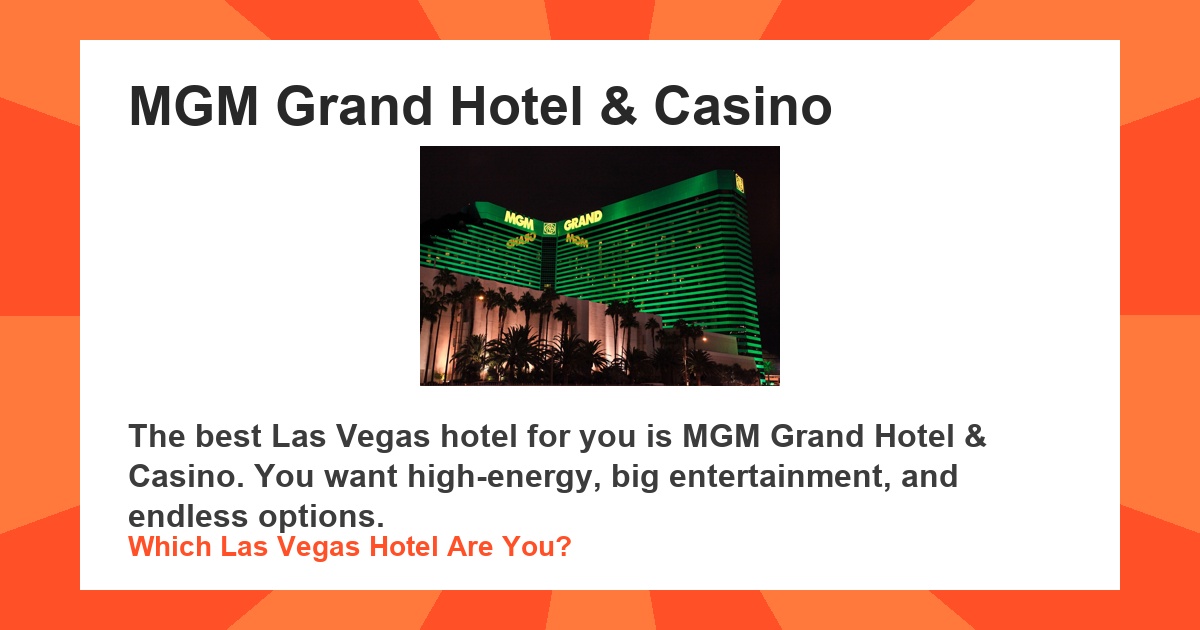 MGM Grand Hotel & Casino
MGM GRAND
The best Las Vegas hotel for you is MGM Grand Hotel &
Casino. You want high-energy, big entertainment, and
endless options.
Which Las Vegas Hotel Are You?